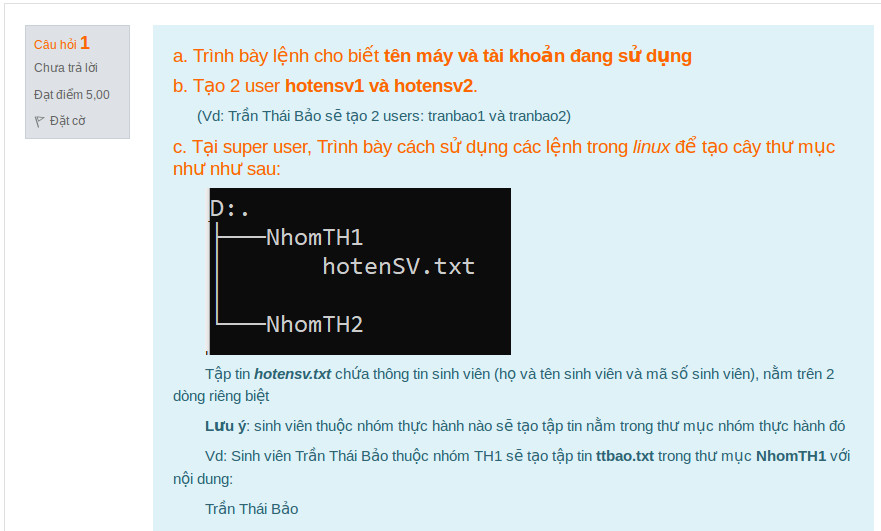 Câu hỏi 1
Chưa trả lời
Đạt điểm 5,00
Đặt cờ
a. Trình bày lệnh cho biết tên máy và tài khoản đang sử dụng
b. Tạo 2 user hotensv1 và hotensv2.
(Vd: Trần Thái Bảo sẽ tạo 2 users: tranbao1 và tranbao2)
c. Tại super user, Trình bày cách sử dụng các lệnh trong linux để tạo cây thư mục
như như sau:
D:.
NhomTH1
hotenSV.txt
NhomTH2
Tập tin hotensv.txt chứa thông tin sinh viên (họ và tên sinh viên và mã số sinh viên), nằm trên 2
dòng riêng biệt
Lưu ý: sinh viên thuộc nhóm thực hành nào sẽ tạo tập tin nằm trong thư mục nhóm thực hành đó
Vd: Sinh viên Trần Thái Bảo thuộc nhóm TH1 sẽ tạo tập tin ttbao.txt trong thư mục NhomTH1 với
nội dung:
Trần Thái Bảo